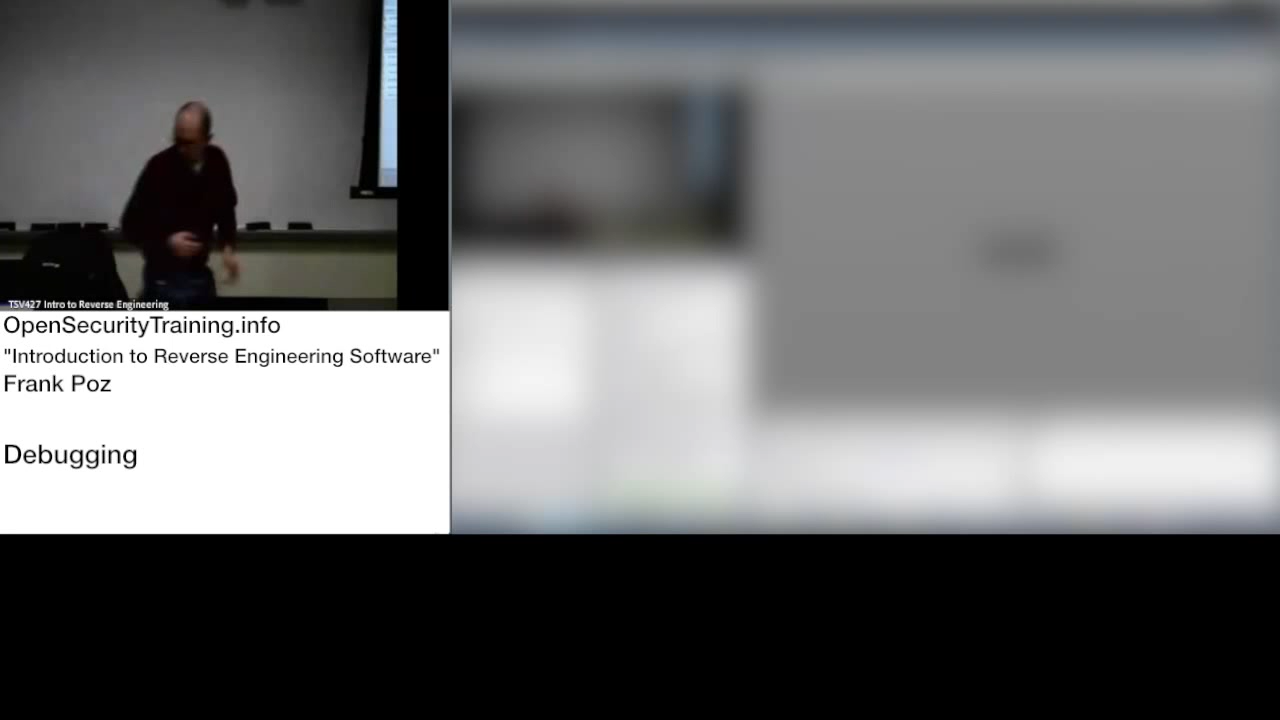 TSV427 Intro to Reverse Engineering
OpenSecurityTraining.info
"Introduction to Reverse Engineering Software"
Frank Poz
Debugging